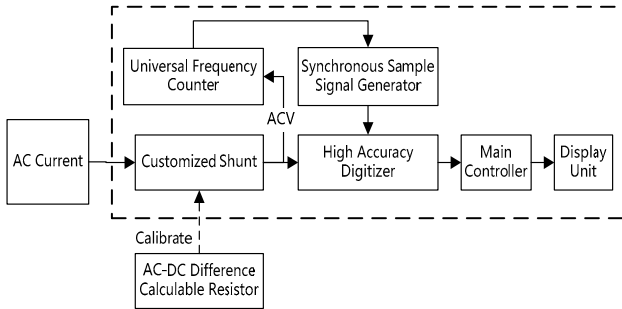 Universal Frequency
Counter
Synchronous Sample
Signal Generator
ACV
AC Current
Customized Shunt
High Accuracy
Digitizer
Main
Controller
Display
Unit
Calibrate
AC-DC Difference
Calculable Resistor